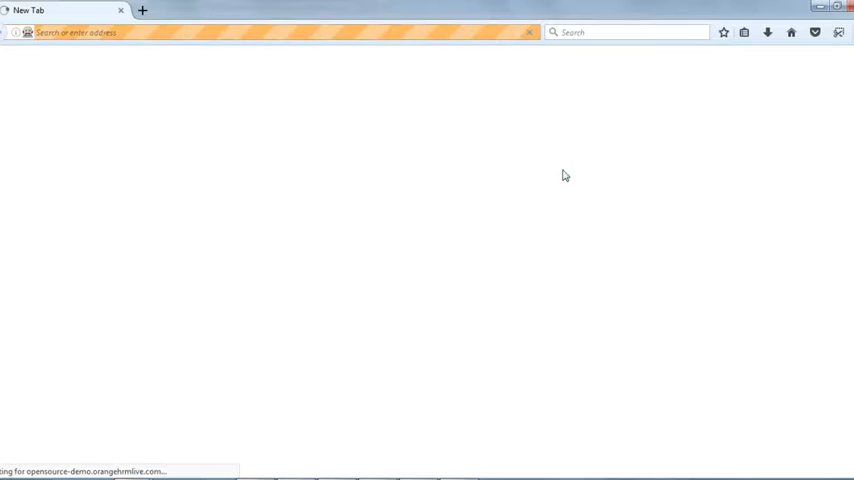 New Tab
Search or enter address
Search
ting for opensource-demo.orangehrmlive.com...